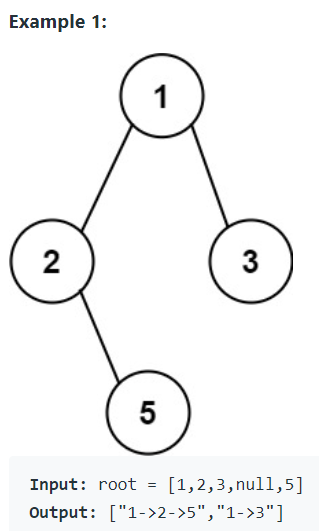 Example 1:
1
2
3
5
Input: root = [1,2,3,null,5]
Output: ["1->2->5","1->3"]